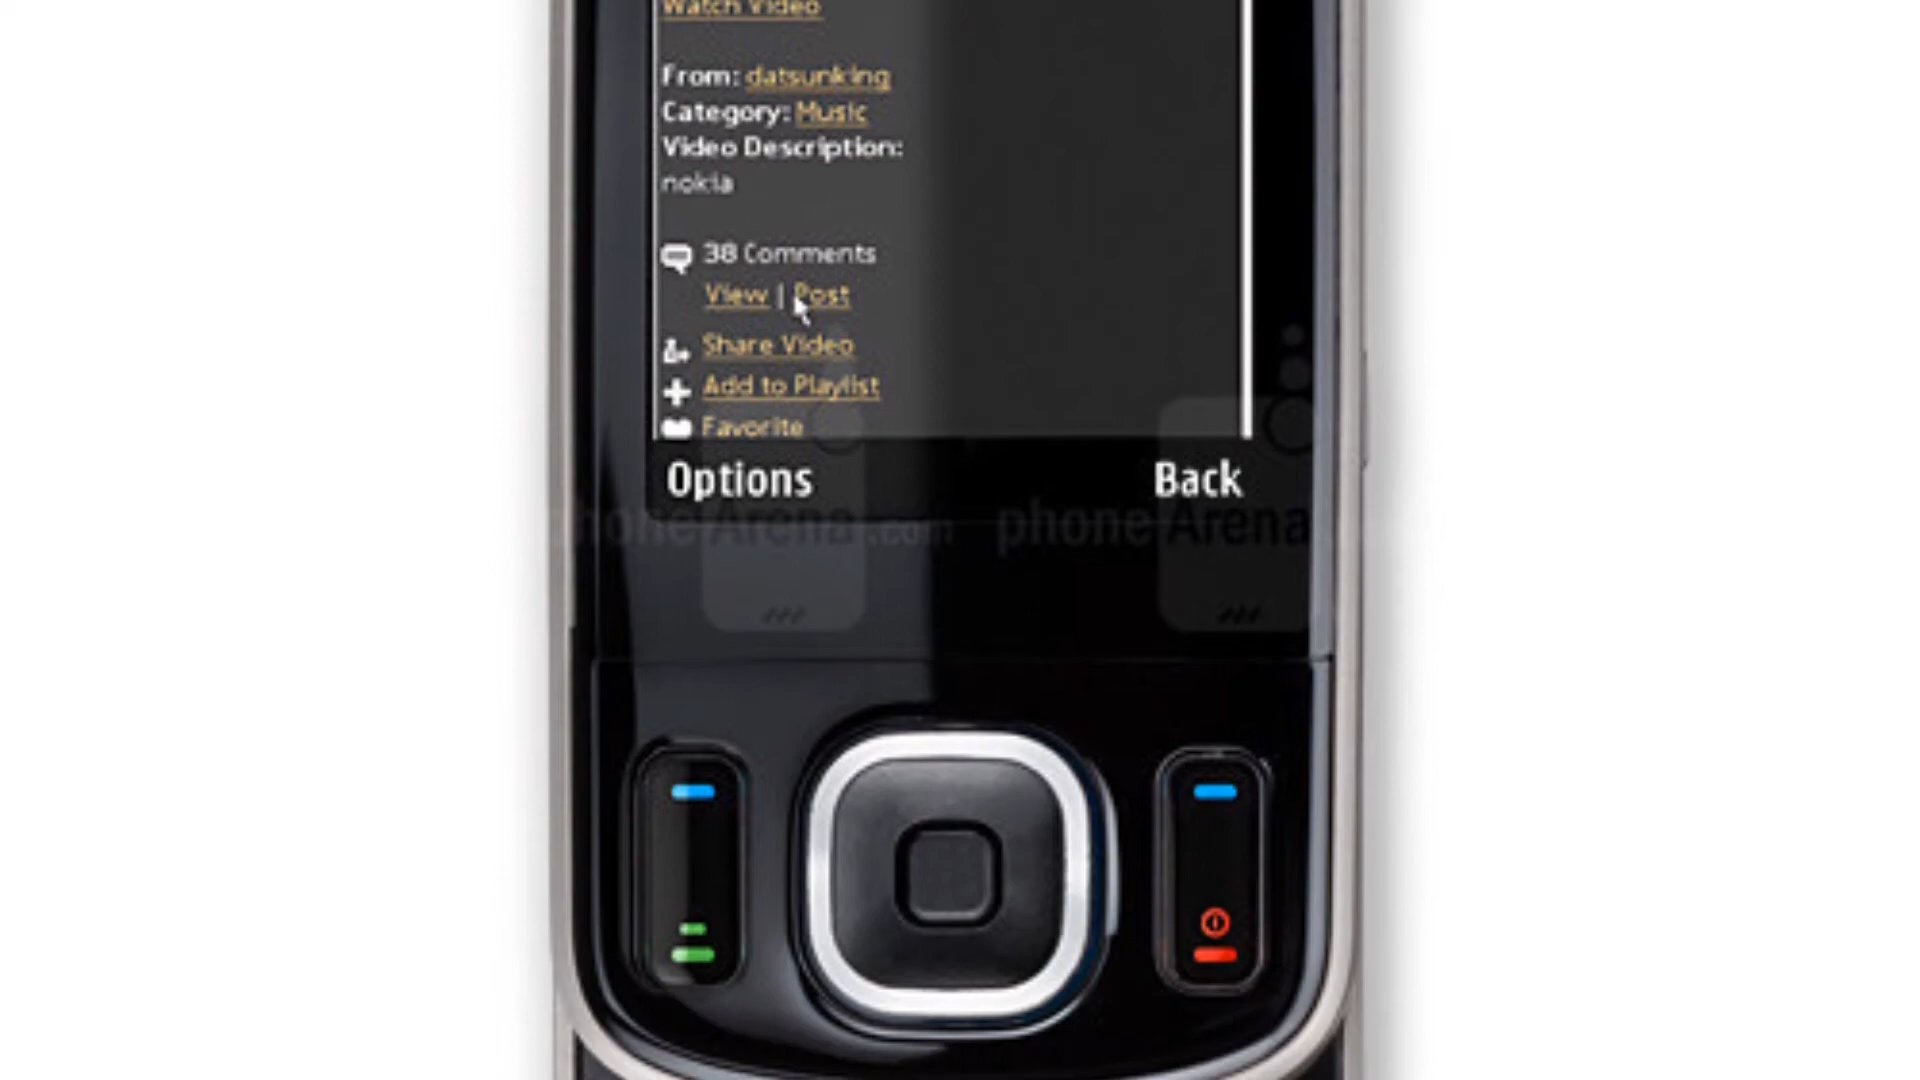 Watch Video
From: datsunking
Category: Music
Video Description:
nokia
38 Comments
View | Post
Share Video
Add to Playlist
Favorite
Options Back
phoneArena.com phoneArena